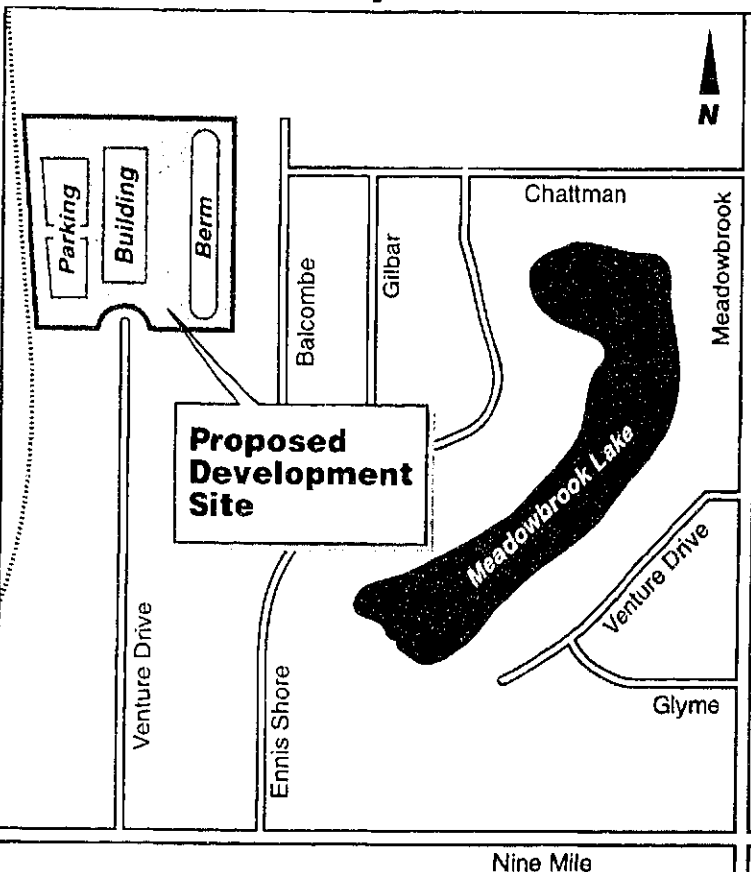 N
Chattman
Meadowbrook
Parking
Building
Berm
Balcombe
Gilbar
Proposed
Development
Site
Meadowbrook Lake
Venture Drive
Venture Drive
Ennis Shore
Glyme
Nine Mile